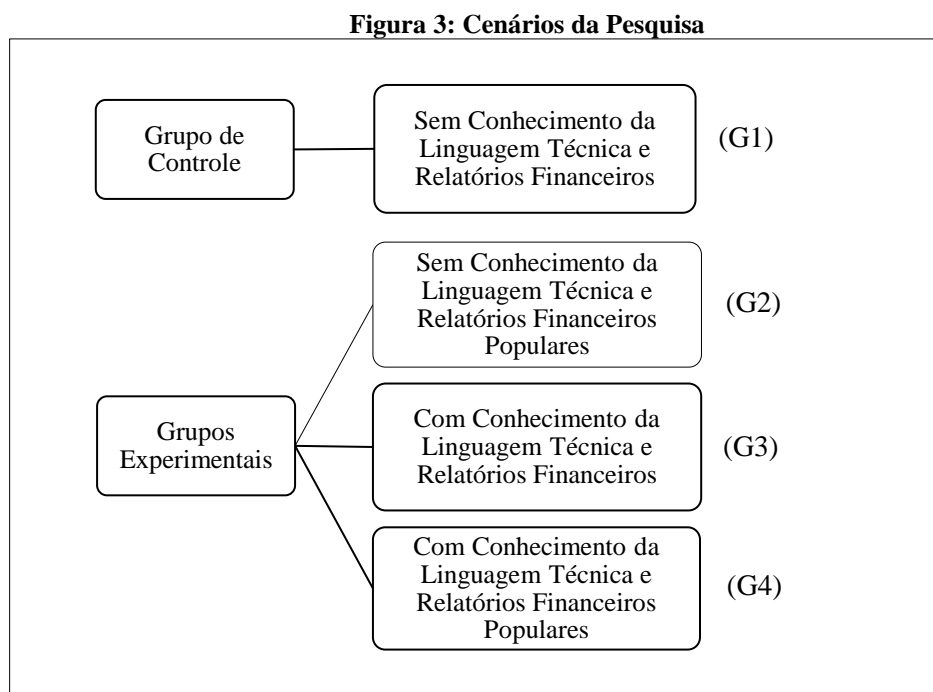 Figura 3: Cenários da Pesquisa
Grupo de
Controle
Sem Conhecimento da
Linguagem Técnica e
Relatórios Financeiros
(G1)
Sem Conhecimento da
Linguagem Técnica e
Relatórios Financeiros
Populares
(G2)
Grupos
Experimentais
Com Conhecimento da
Linguagem Técnica e
Relatórios Financeiros
(G3)
Com Conhecimento da
Linguagem Técnica e
Relatórios Financeiros
Populares
(G4)